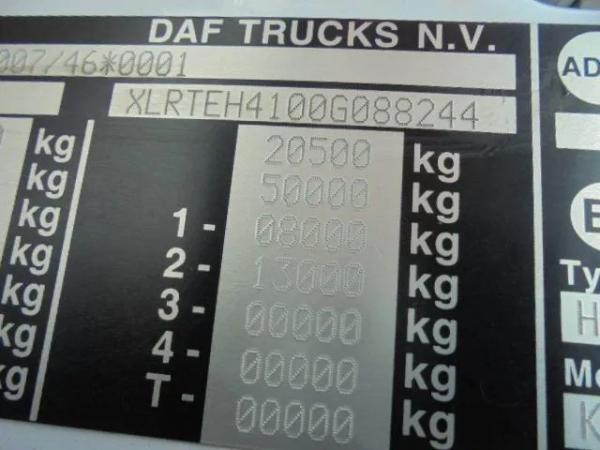 DAF TRUCKS N.V.
007/46*0001
XLRTEH4100G088244
kg 20500 kg
kg 50000 kg
kg 1- 08000 kg
kg 2- 13000 kg
kg 3- 00000 kg
kg 4- 00000 kg
kg T- 00000 kg
AD
Ty
H
Mo
K